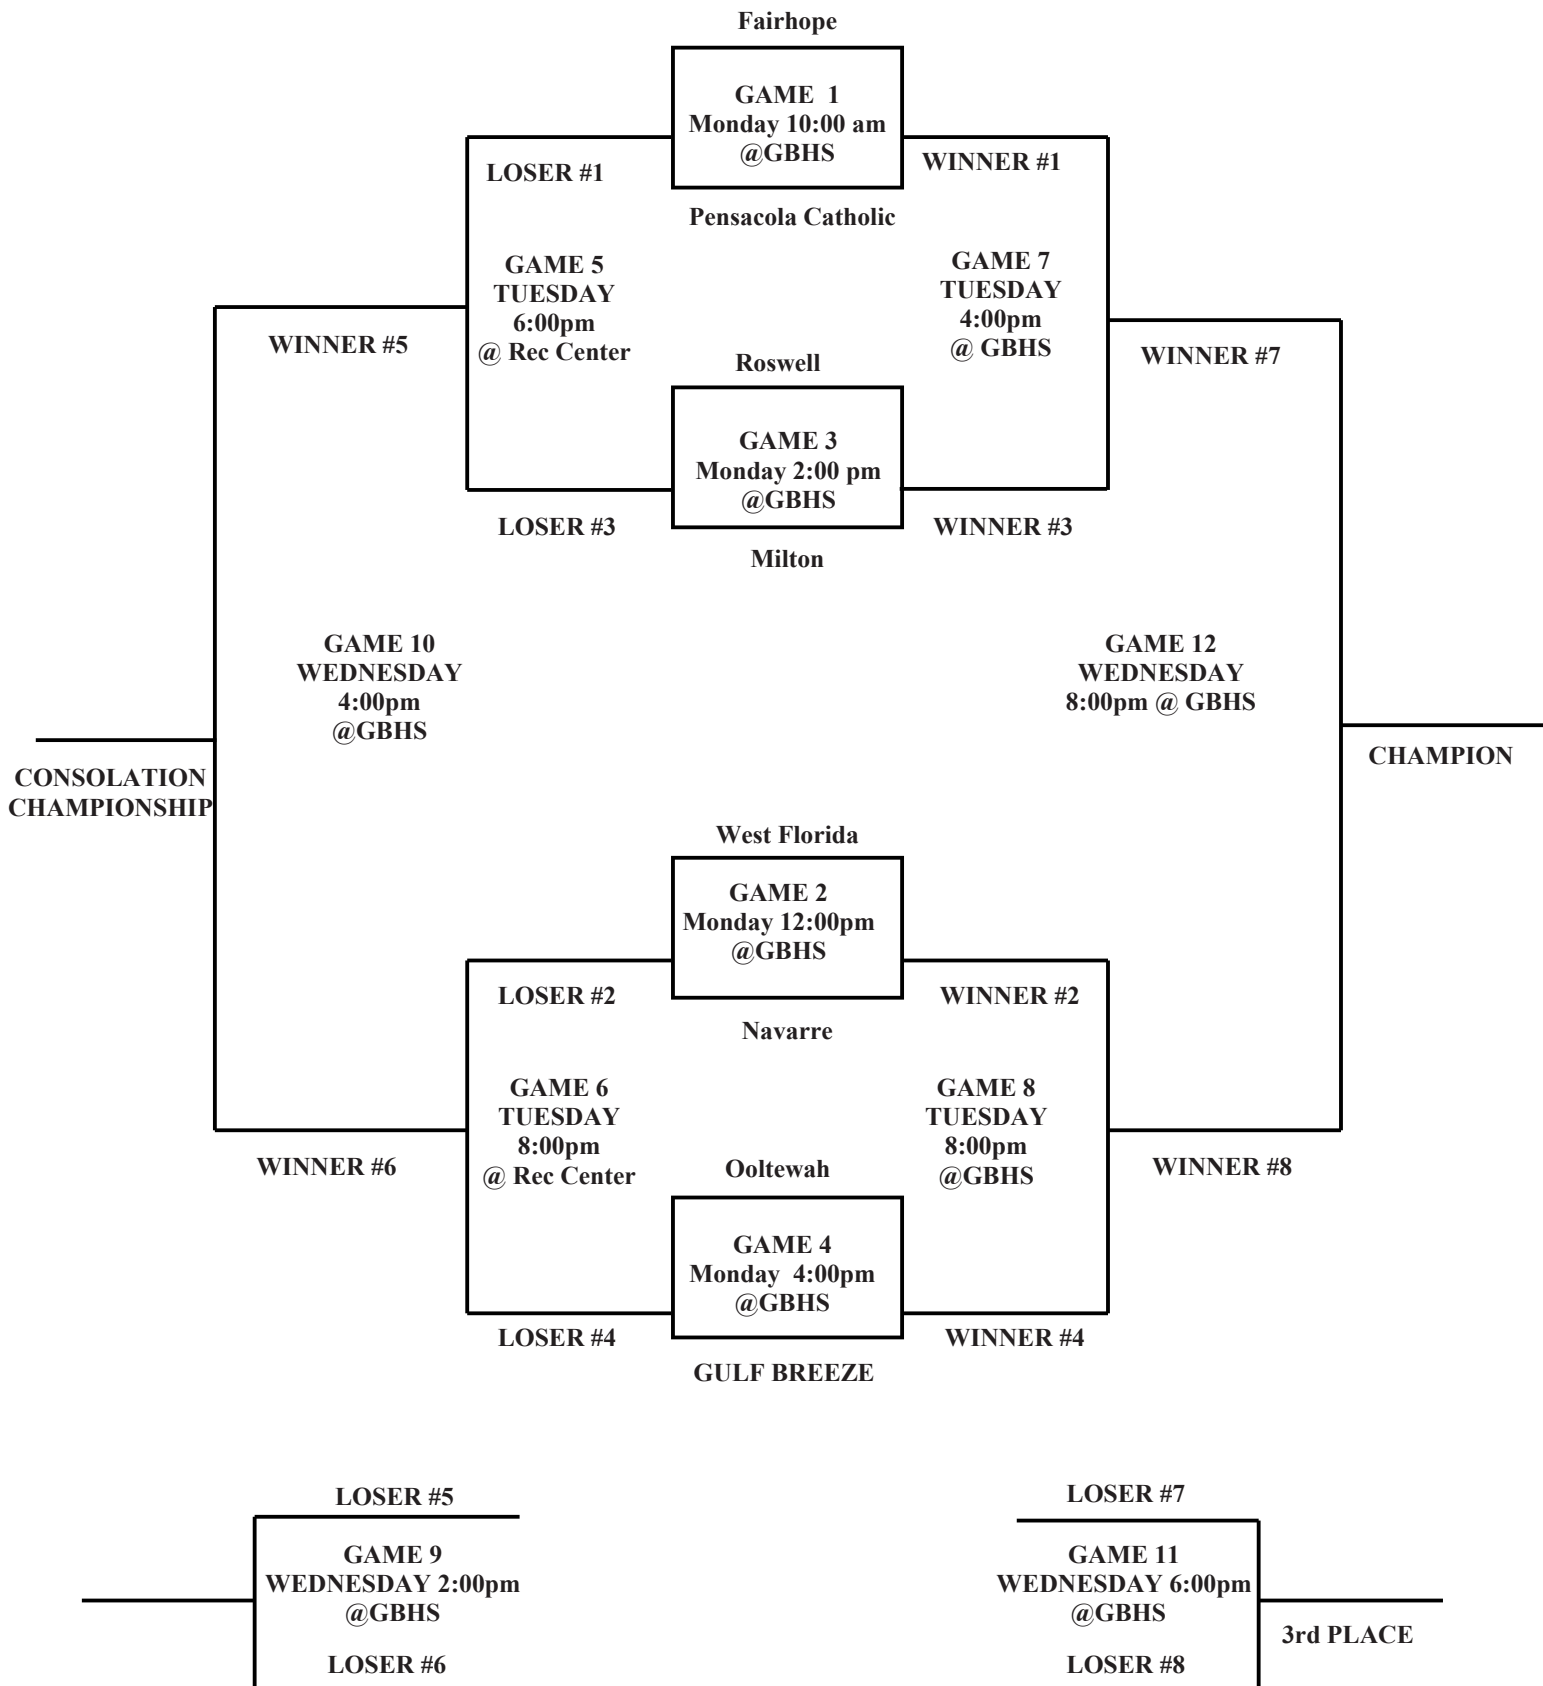 Fairhope
GAME 1
Monday 10:00 am
@GBHS
LOSER #1
WINNER #1
Pensacola Catholic
GAME 5
TUESDAY
6:00pm
@ Rec Center
GAME 7
TUESDAY
4:00pm
@ GBHS
WINNER #5
WINNER #7
Roswell
GAME 3
Monday 2:00 pm
@GBHS
LOSER #3
WINNER #3
Milton
GAME 10
WEDNESDAY
4:00pm
@GBHS
GAME 12
WEDNESDAY
8:00pm @ GBHS
CONSOLATION
CHAMPIONSHIP
CHAMPION
West Florida
GAME 2
Monday 12:00pm
@GBHS
LOSER #2
WINNER #2
Navarre
GAME 6
TUESDAY
8:00pm
@ Rec Center
GAME 8
TUESDAY
8:00pm
@GBHS
WINNER #6
WINNER #8
Ooltewah
GAME 4
Monday 4:00pm
@GBHS
LOSER #4
WINNER #4
GULF BREEZE
LOSER #5
GAME 9
WEDNESDAY 2:00pm
@GBHS
LOSER #6
LOSER #7
GAME 11
WEDNESDAY 6:00pm
@GBHS
3rd PLACE
LOSER #8